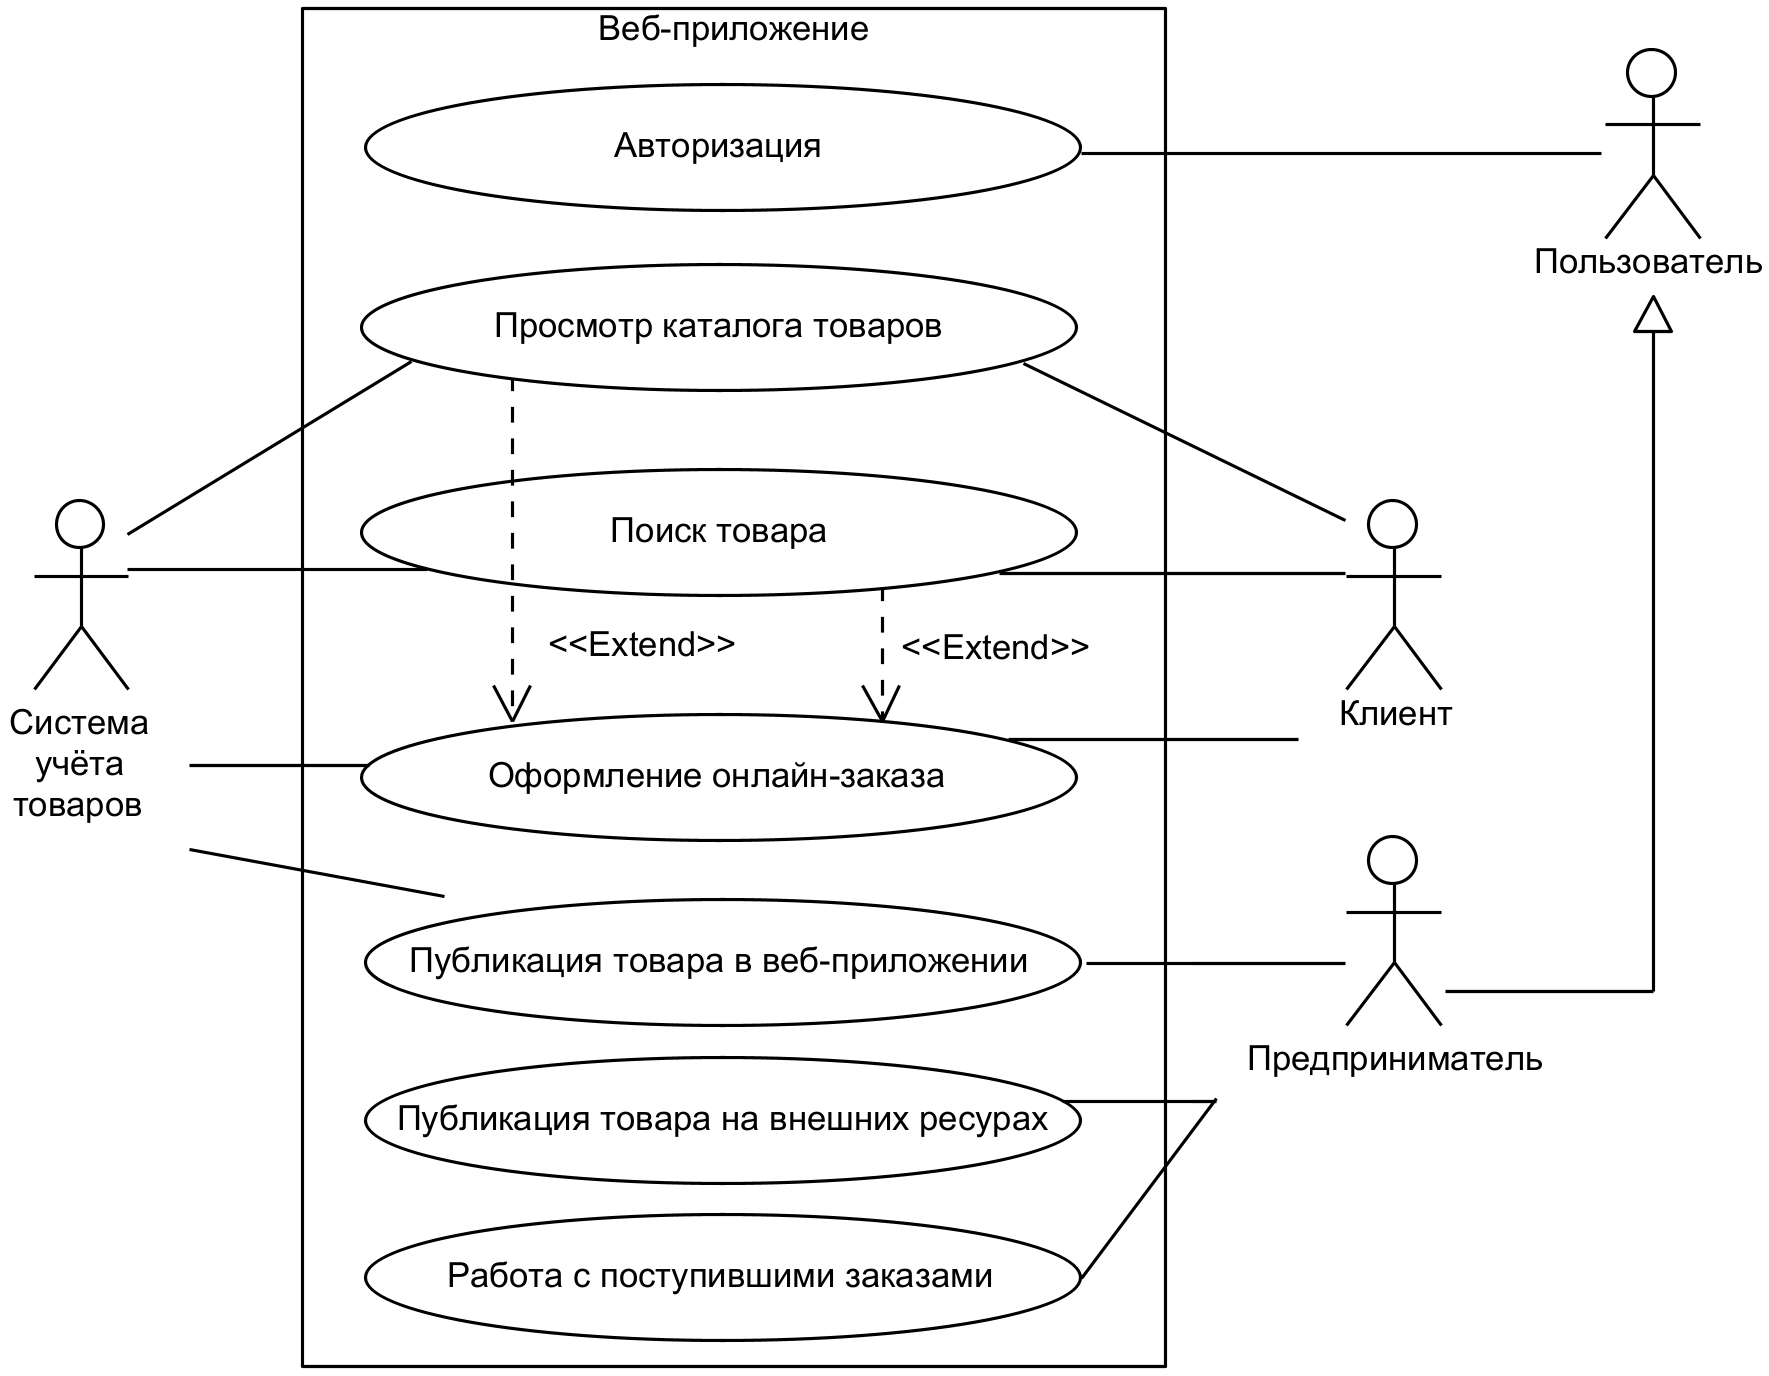 Веб-приложение
Авторизация
Пользователь
Просмотр каталога товаров
Поиск товара
<<Extend>>
<<Extend>>
Система
учёта
товаров
Клиент
Оформление онлайн-заказа
Публикация товара в веб-приложении
Предприниматель
Публикация товара на внешних ресурах
Работа с поступившими заказами